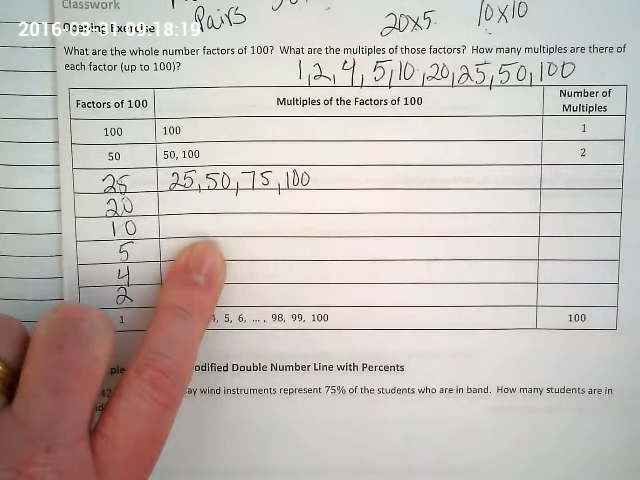 Classwork
Pairs
20x5
10x10
2016-03-31 09:18:19
Opening Exercise
What are the whole number factors of 100? What are the multiples of those factors? How many multiples are there of
each factor (up to 100)?
1, 2, 4, 5, 10, 20, 25, 50, 100
Factors of 100 Multiples of the Factors of 100 Number of Multiples
100 100 1
50 50, 100 2
25 25, 50, 75, 100
20
10
5
4
2
1 5, 6, ... , 98, 99, 100 100
odified Double Number Line with Percents
wind instruments represent 75% of the students who are in band. How many students are in